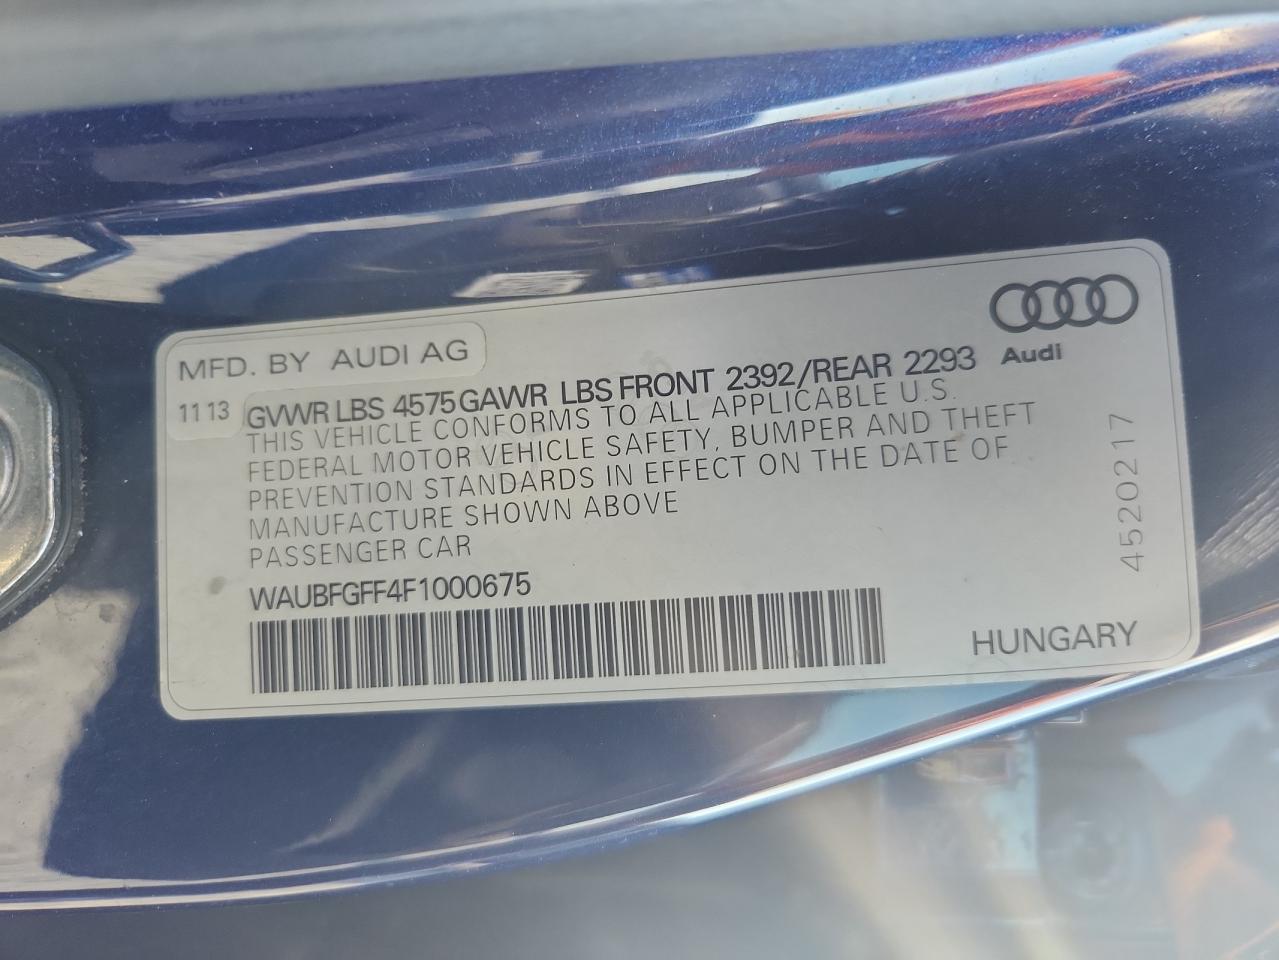 MFD. BY AUDI AG
Audi
11 13 GVWR LBS 4575 GAWR LBS FRONT 2392/REAR 2293
THIS VEHICLE CONFORMS TO ALL APPLICABLE U.S.
FEDERAL MOTOR VEHICLE SAFETY, BUMPER AND THEFT
PREVENTION STANDARDS IN EFFECT ON THE DATE OF
MANUFACTURE SHOWN ABOVE
PASSENGER CAR
WAUBFGFF4F1000675
HUNGARY
4520217